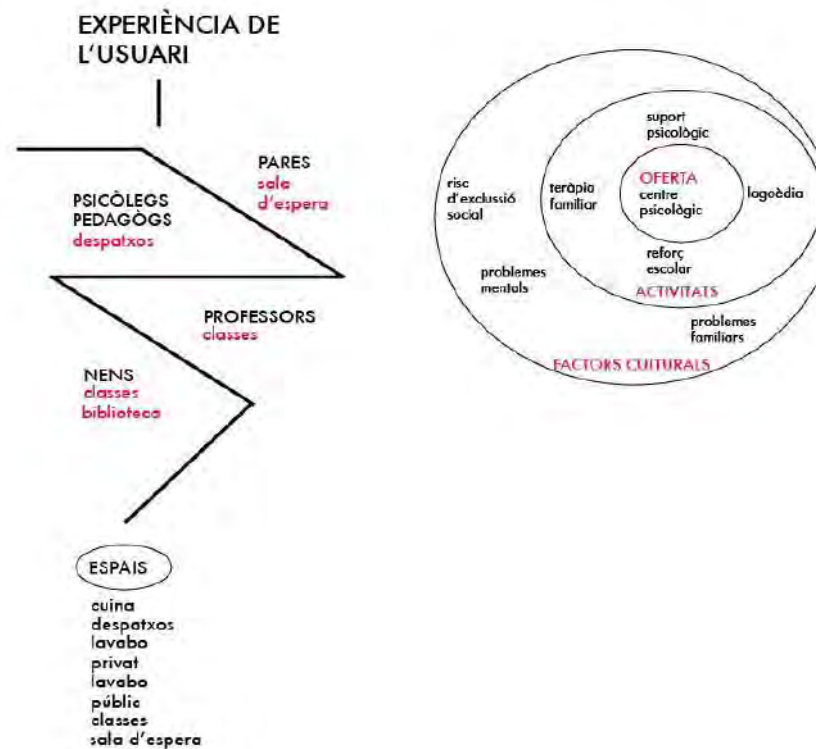 EXPERIÈNCIA DE
L'USUARI
PARES
sala
d'espera
PSICÒLEGS
PEDAGÒGS
despatxos
PROFESSORS
classes
NENS
classes
biblioteca
ESPAIS
cuina
despatxos
lavabo
privat
lavabo
públic
classes
sala d'espera
suport
psicològic
OFERTA
centre
psicològic
teràpia
familiar
logoèdia
risc
d'exclussió
social
reforç
escolar
problemes
mentals
ACTIVITATS
problemes
familiars
FACTORS CULTURALS